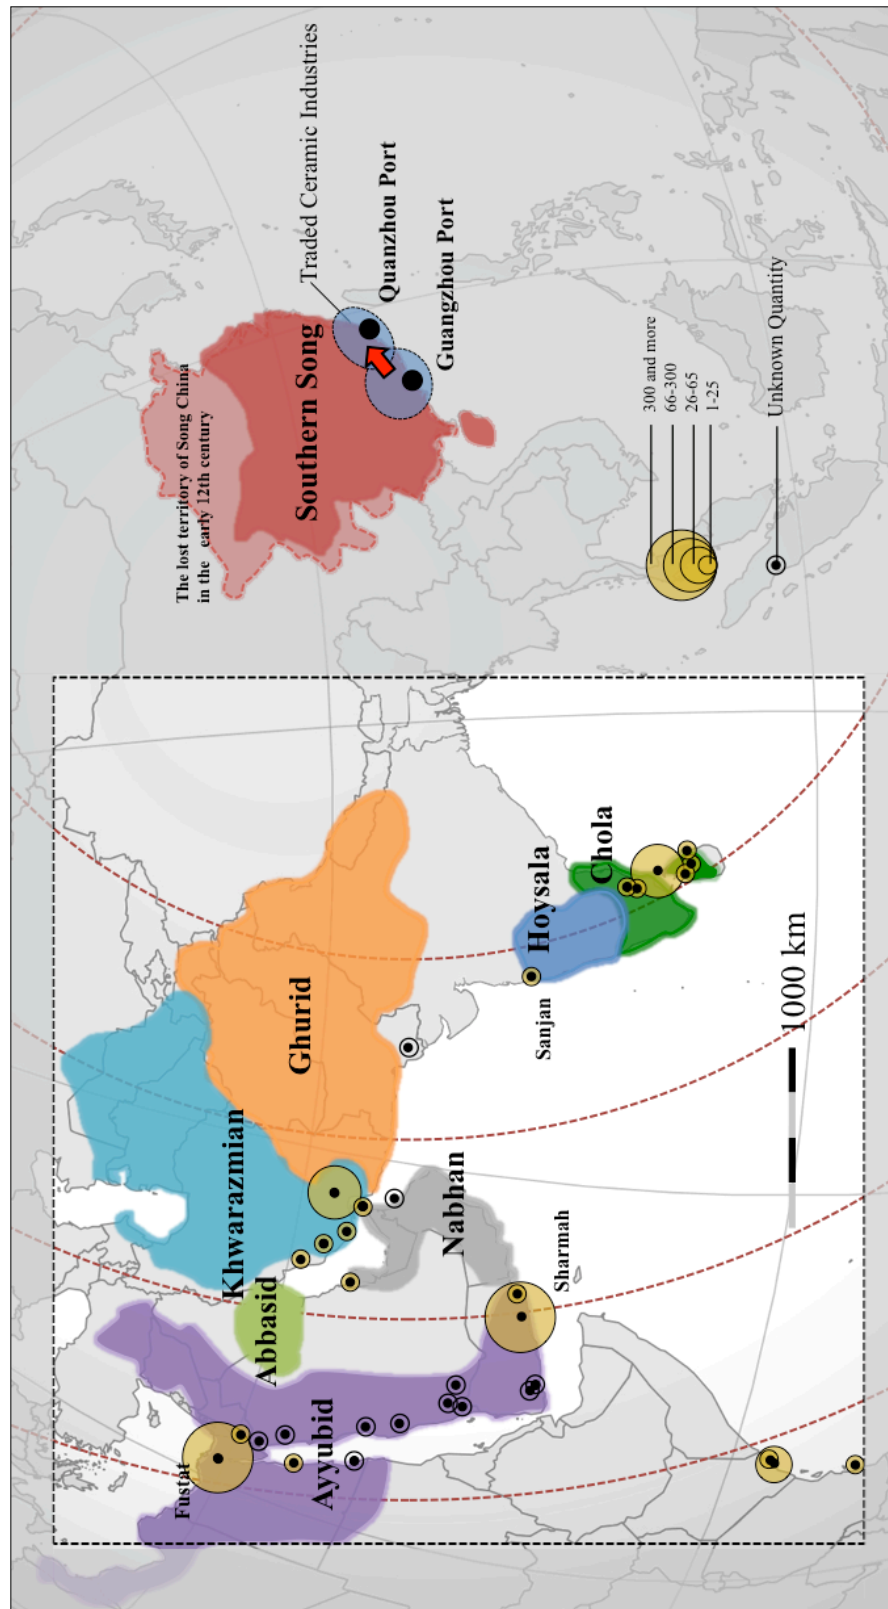 The lost territory of Song China
in the early 12th century
Southern Song
Traded Ceramic Industries
Quanzhou Port
Guangzhou Port
300 and more
66-300
26-65
1-25
Unknown Quantity
Fustat
Ayyubid
Abbasid
Khwarazmian
Ghurid
Nabhan
Sharmah
Sanjan
Hoysala
Chola
1000 km